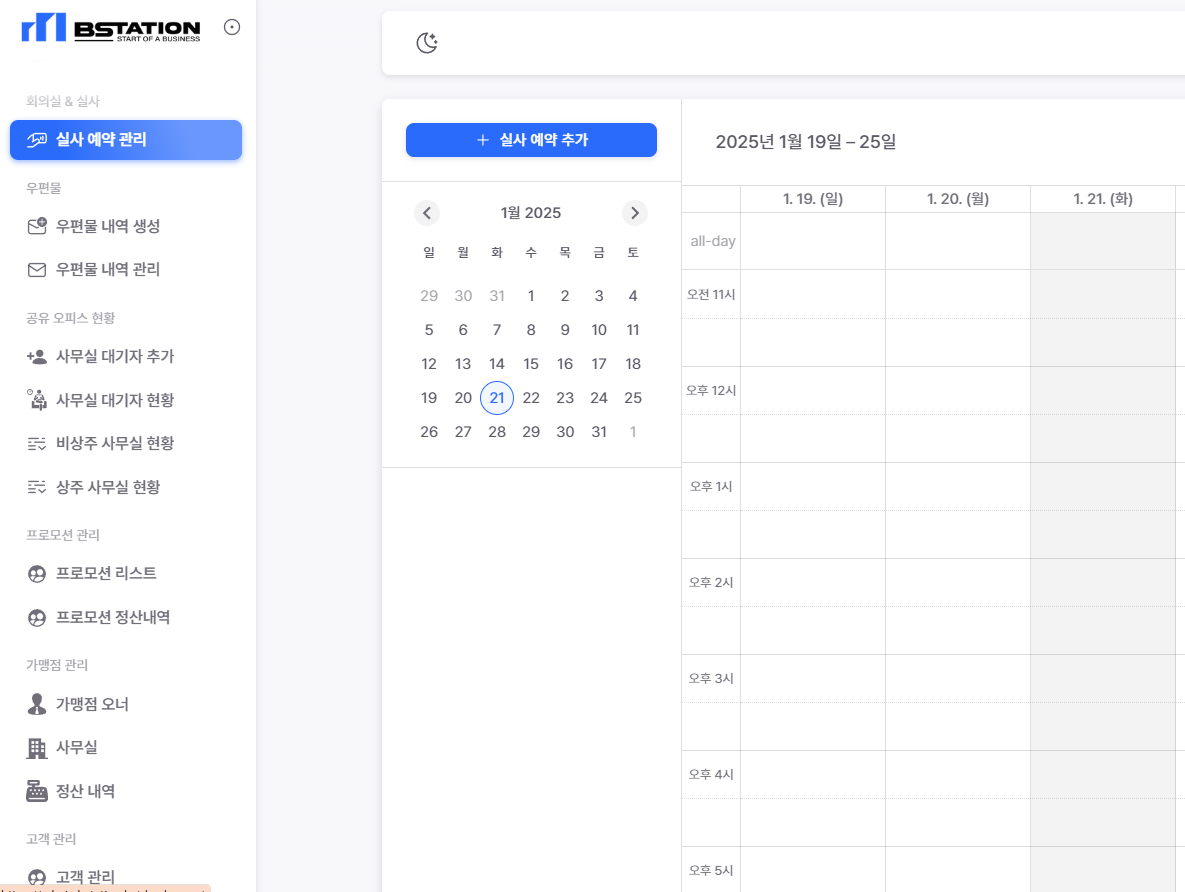 BSTATION
START OF A BUSINESS
회의실 & 실사
실사 예약 관리
우편물
우편물 내역 생성
우편물 내역 관리
공유 오피스 현황
사무실 대기자 추가
사무실 대기자 현황
비상주 사무실 현황
상주 사무실 현황
프로모션 관리
프로모션 리스트
프로모션 정산내역
가맹점 관리
가맹점 오너
사무실
정산 내역
고객 관리
고객 관리
실사 예약 추가
1월 2025
일 월 화 수 목 금 토
29 30 31 1 2 3 4
5 6 7 8 9 10 11
12 13 14 15 16 17 18
19 20 21 22 23 24 25
26 27 28 29 30 31 1
2025년 1월 19일 – 25일
1. 19. (일) 1. 20. (월) 1. 21. (화)
all-day
오전 11시
오후 12시
오후 1시
오후 2시
오후 3시
오후 4시
오후 5시